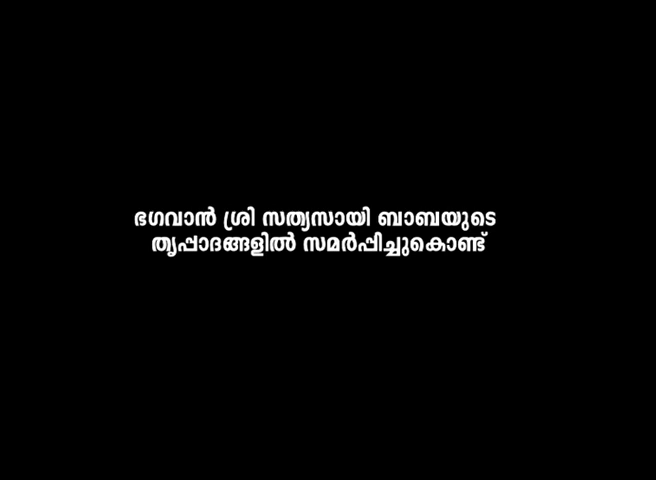 ഭഗവാൻ ശ്രി സത്യസായി ബാബയുടെ
തൃപ്പാദങ്ങളിൽ സമർപ്പിച്ചുകൊണ്ട്